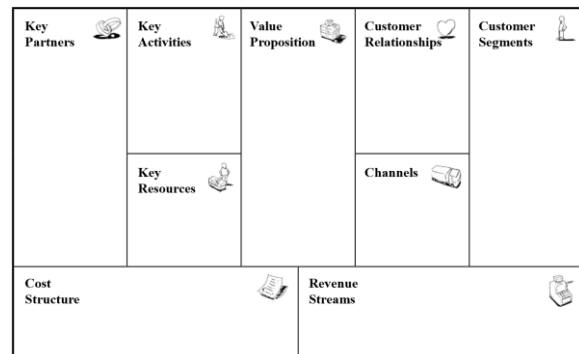 Key
Partners
Key
Activities
Value
Proposition
Customer
Relationships
Customer
Segments
Key
Resources
Channels
Cost
Structure
Revenue
Streams